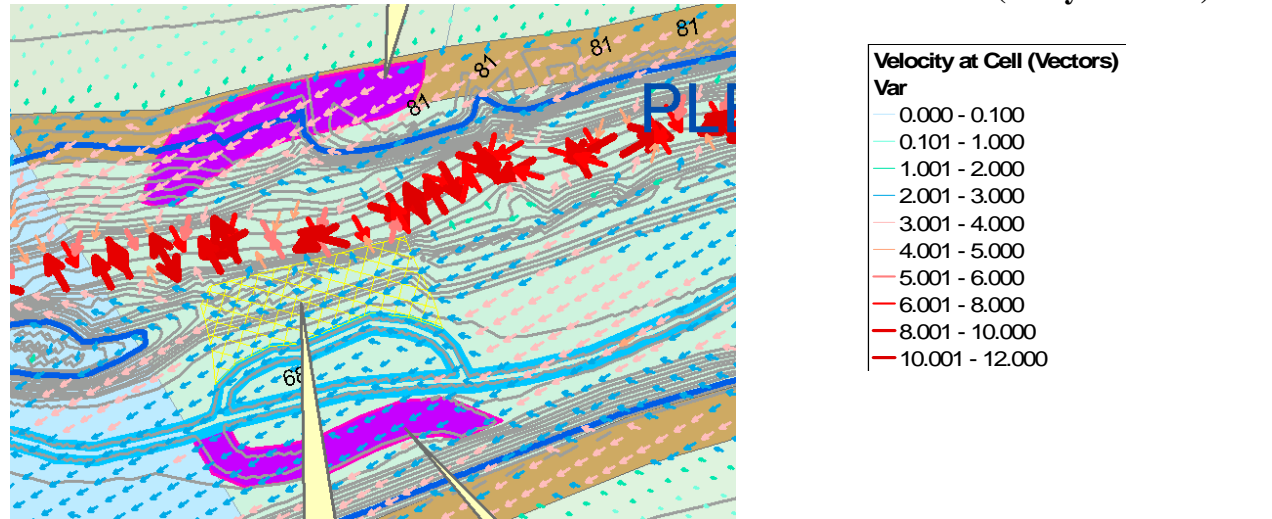 81
81
81
81
PL
68
Velocity at Cell (Vectors)
Var
0.000 - 0.100
0.101 - 1.000
1.001 - 2.000
2.001 - 3.000
3.001 - 4.000
4.001 - 5.000
5.001 - 6.000
6.001 - 8.000
8.001 - 10.000
10.001 - 12.000